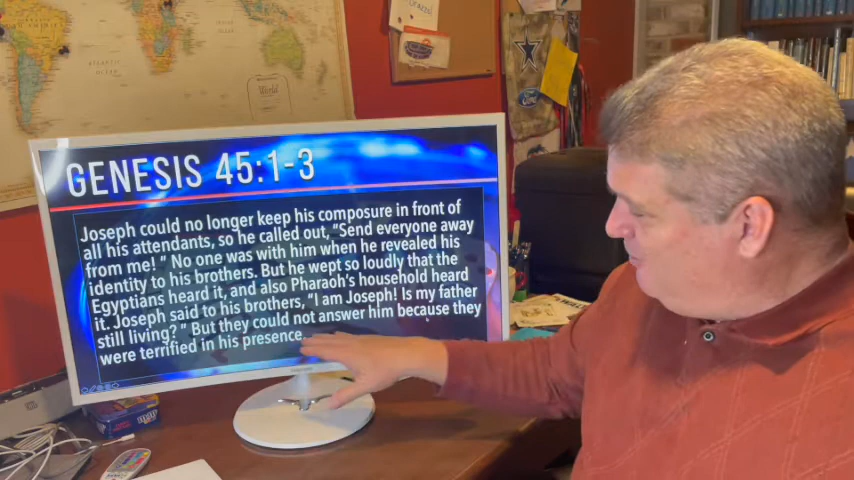 GENESIS 45:1-3
Joseph could no longer keep his composure in front of
all his attendants, so he called out, "Send everyone away
from me! " No one was with him when he revealed his
identity to his brothers. But he wept so loudly that the
Egyptians heard it, and also Pharaoh's household heard
it. Joseph said to his brothers, "I am Joseph! Is my father
still living? " But they could not answer him because they
were terrified in his presence.
World
Ford